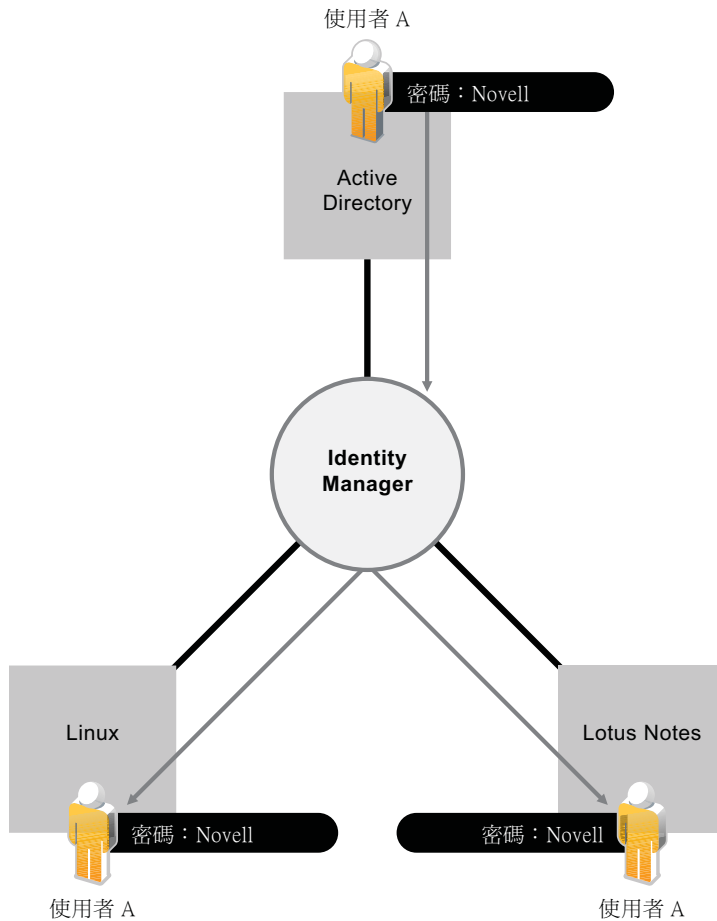 使用者 A
密碼：Novell
Active
Directory
Identity
Manager
Linux
Lotus Notes
密碼：Novell
密碼：Novell
使用者 A
使用者 A